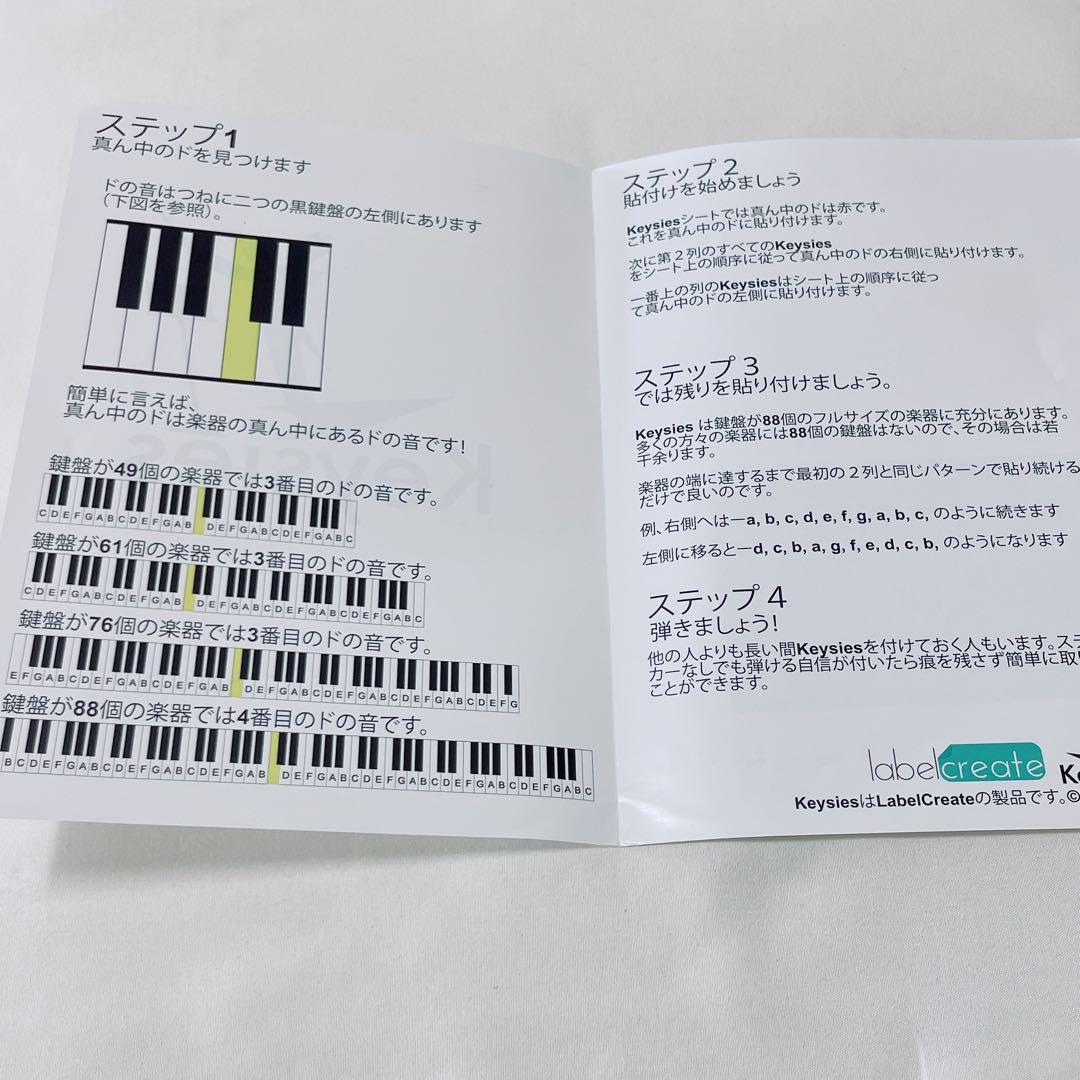 ステップ1
真ん中のドを見つけます
ドの音はつねに二つの黒鍵盤の左側にあります
（下図を参照）。
簡単に言えば、
真ん中のドは楽器の真ん中にあるドの音です！
鍵盤が49個の楽器では3番目のドの音です。
CDEFGABCDEFGAB DEFGABCDEFGABC
鍵盤が61個の楽器では3番目のドの音です。
CDEFGABCDEFGAB DEFGABCDEFGABCDEFGABC
鍵盤が76個の楽器では3番目のドの音です。
EFGABCDEFGABCDEFGAB DEFGABCDEFGABCDEFGABCDEFG
鍵盤が88個の楽器では4番目のドの音です。
BCDEFGABCDEFGABCDEFGAB DEFGABCDEFGABCDEFGABCDEFGABC
ステップ 2
貼付けを始めましょう
Keysiesシートでは真ん中のドは赤です。
これを真ん中のドに貼り付けます。
次に第２列のすべてのKeysies
をシート上の順序に従って真ん中のドの右側に貼り付けます。
一番上の列のKeysiesはシート上の順序に従っ
て真ん中のドの左側に貼り付けます。
ステップ 3
では残りを貼り付けましょう。
Keysies は鍵盤が88個のフルサイズの楽器に充分にあります。
多くの方々の楽器には88個の鍵盤はないので、その場合は若
干余ります。
楽器の端に達するまで最初の２列と同じパターンで貼り続ける
だけで良いのです。
例、右側へは—a, b, c, d, e, f, g, a, b, c, のように続きます
左側に移ると—d, c, b, a, g, f, e, d, c, b, のようになります
ステップ 4
弾きましょう!
他の人よりも長い間Keysiesを付けておく人もいます。ステ
カーなしでも弾ける自信が付いたら痕を残さず簡単に取り
ことができます。
labelcreate
KeysiesはLabelCreateの製品です。©